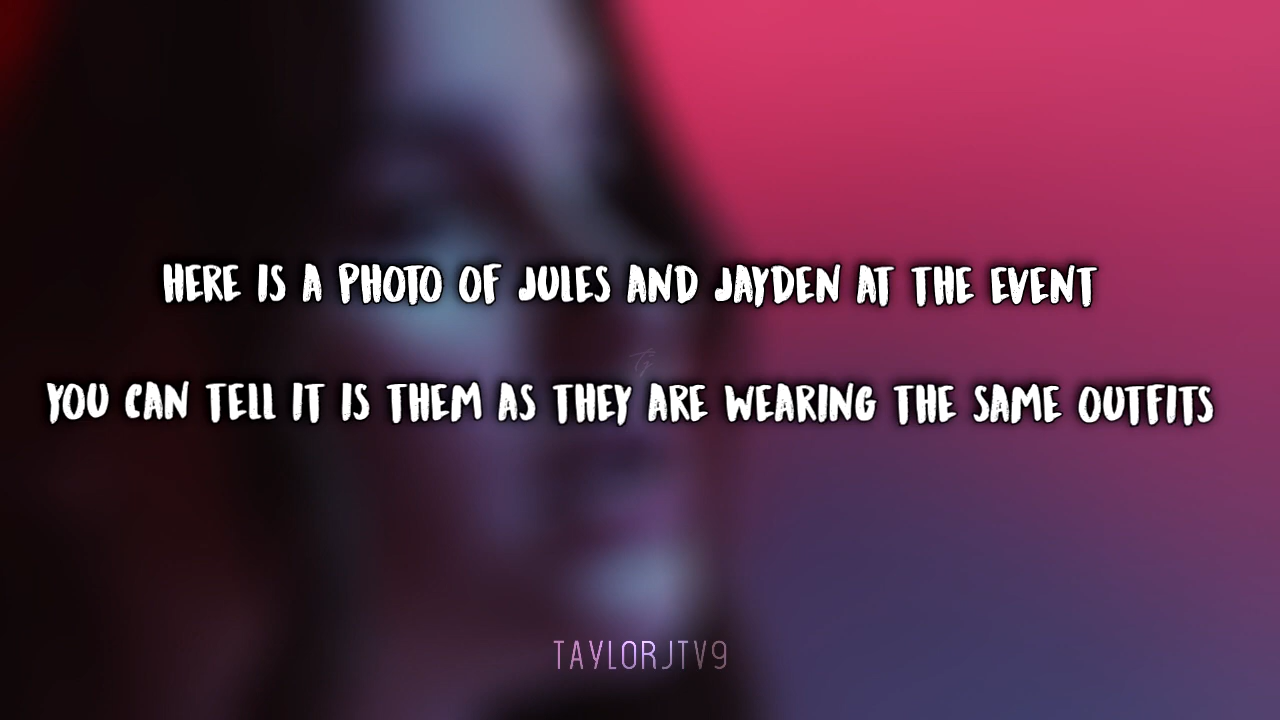 HERE IS A PHOTO OF JULES AND JAYDEN AT THE EVENT
YOU CAN TELL IT IS THEM AS THEY ARE WEARING THE SAME OUTFITS
TAYLORJTV9